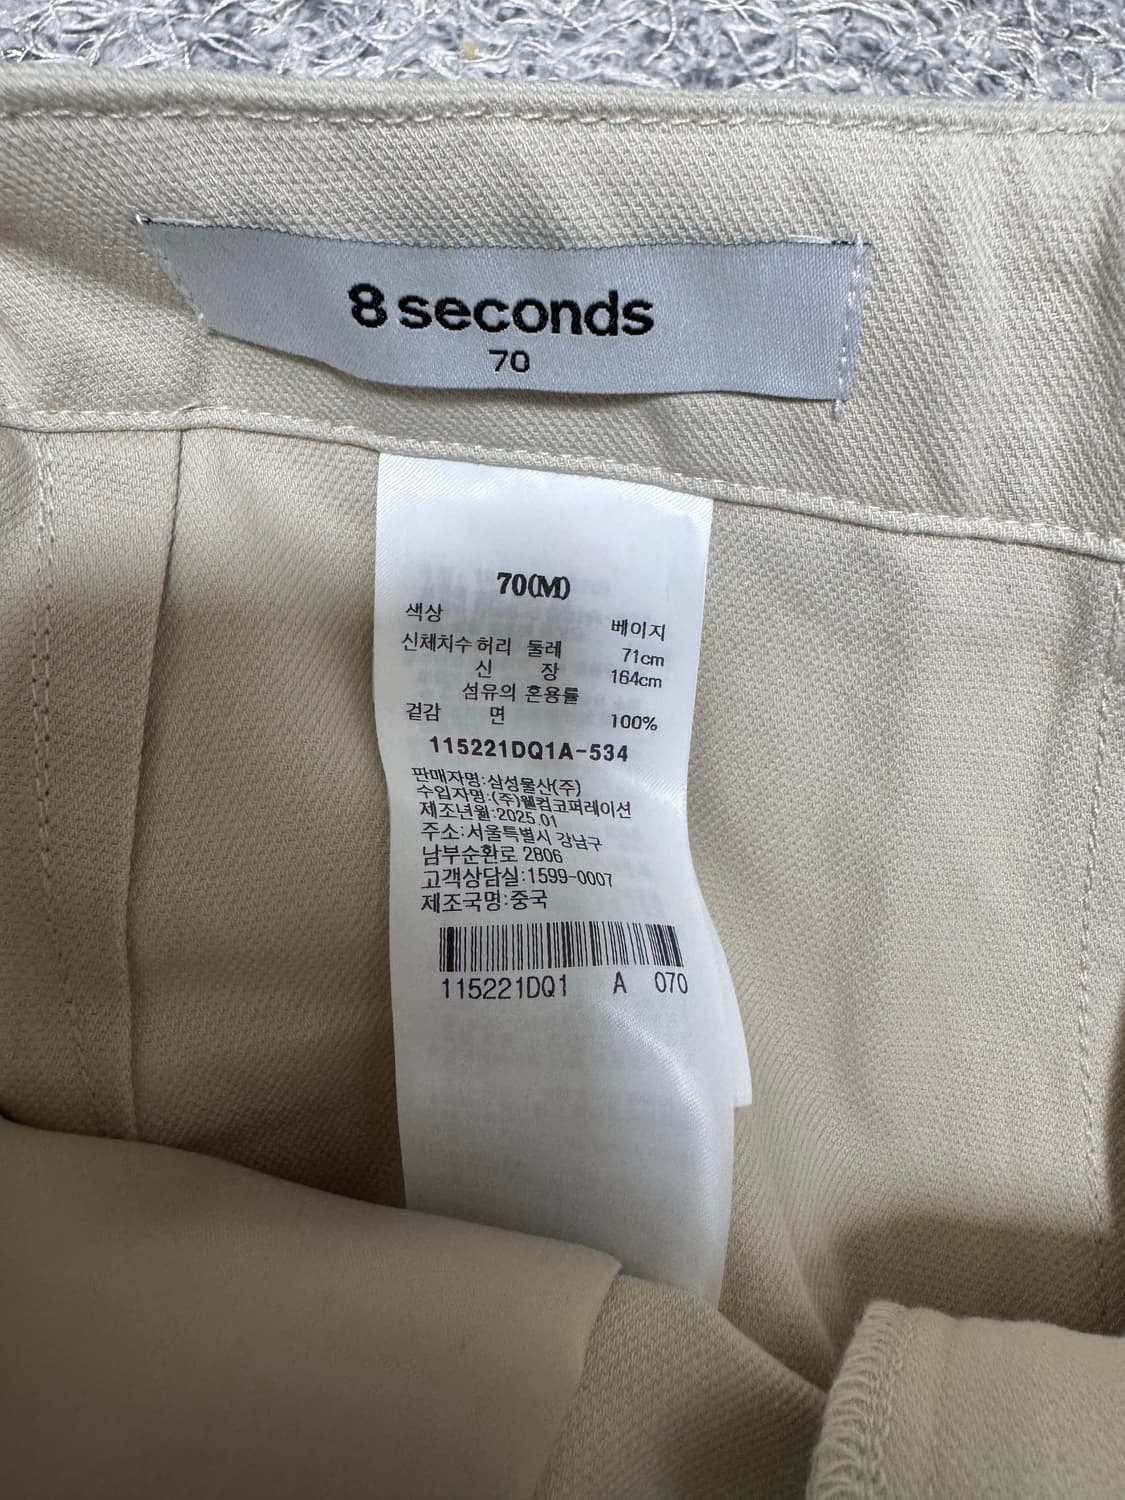 8 seconds
70
70(M)
색상 베이지
신체치수 허리 둘레 71cm
신 장 164cm
섬유의 혼용률
겉감 면 100%
115221DQ1A-534
판매자명:삼성물산(주)
수입자명:(주)웰컴코퍼레이션
제조년월:2025.01
주소:서울특별시 강남구
남부순환로 2806
고객상담실:1599-0007
제조국명:중국
115221DQ1 A 070